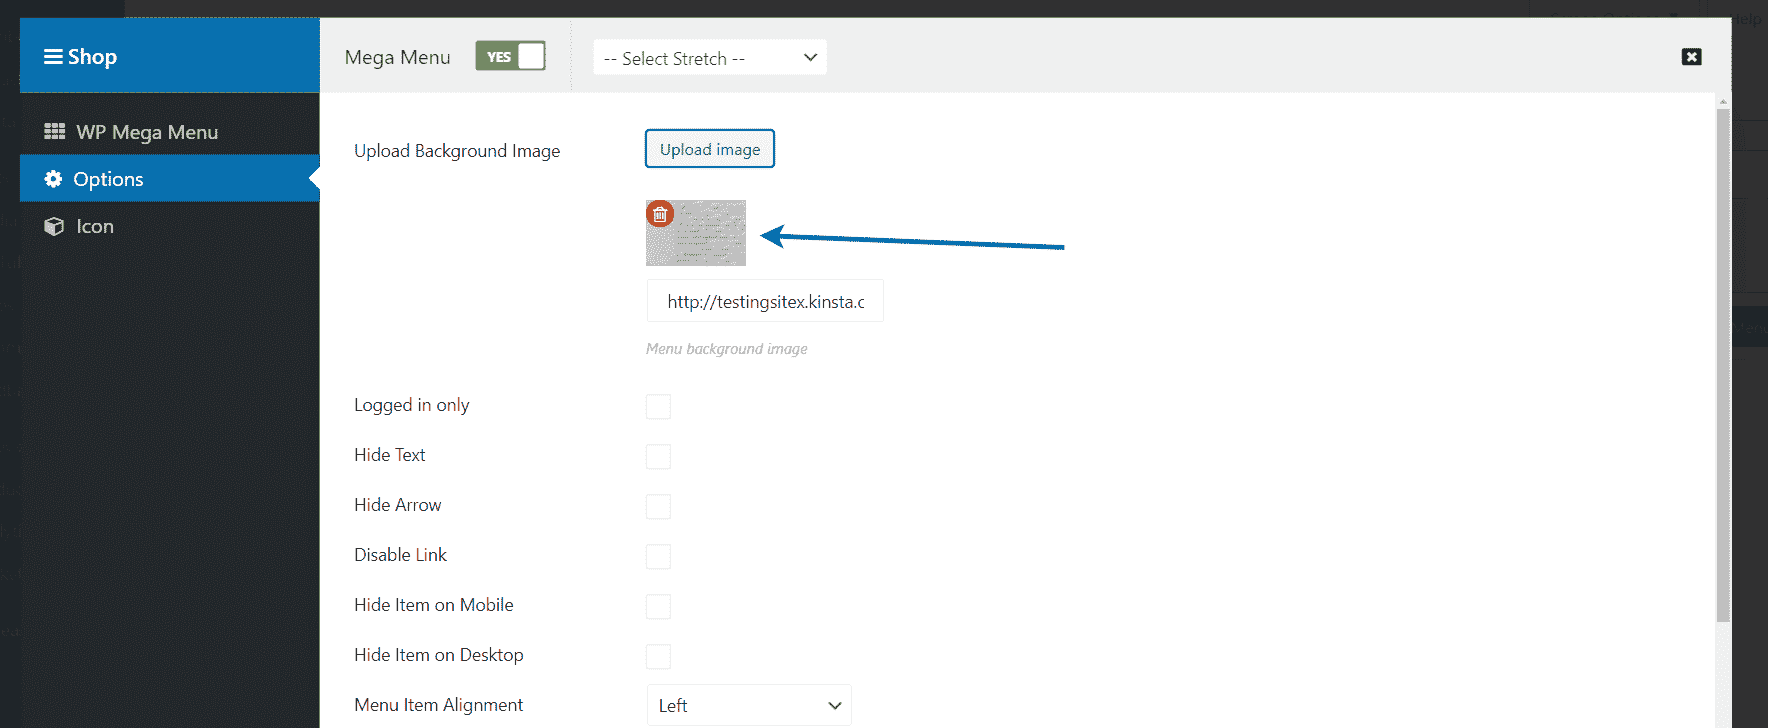 Shop
Mega Menu YES -- Select Stretch --
WP Mega Menu
Options
Icon
Upload Background Image Upload image
http://testingsitex.kinsta.c
Menu background image
Logged in only
Hide Text
Hide Arrow
Disable Link
Hide Item on Mobile
Hide Item on Desktop
Menu Item Alignment Left